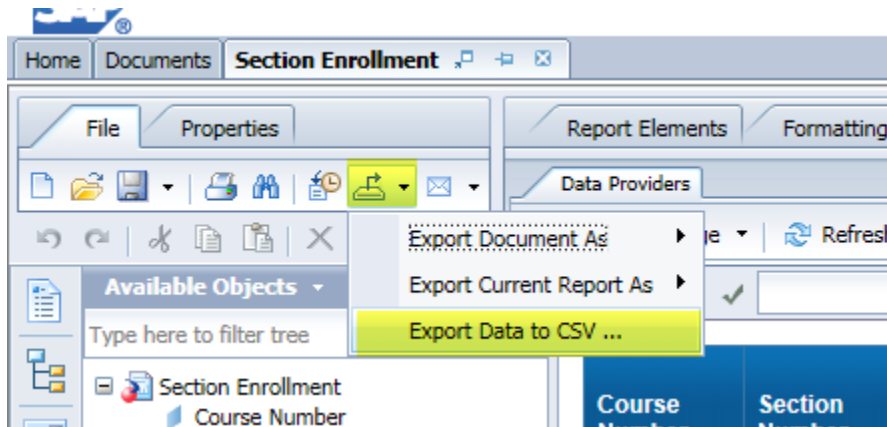 ®
Home Documents Section Enrollment
File Properties Report Elements Formatting
Data Providers
Export Document As
Refresh
Export Current Report As
Available Objects
Export Data to CSV ...
Type here to filter tree
Section Enrollment
Course Number
Course Section